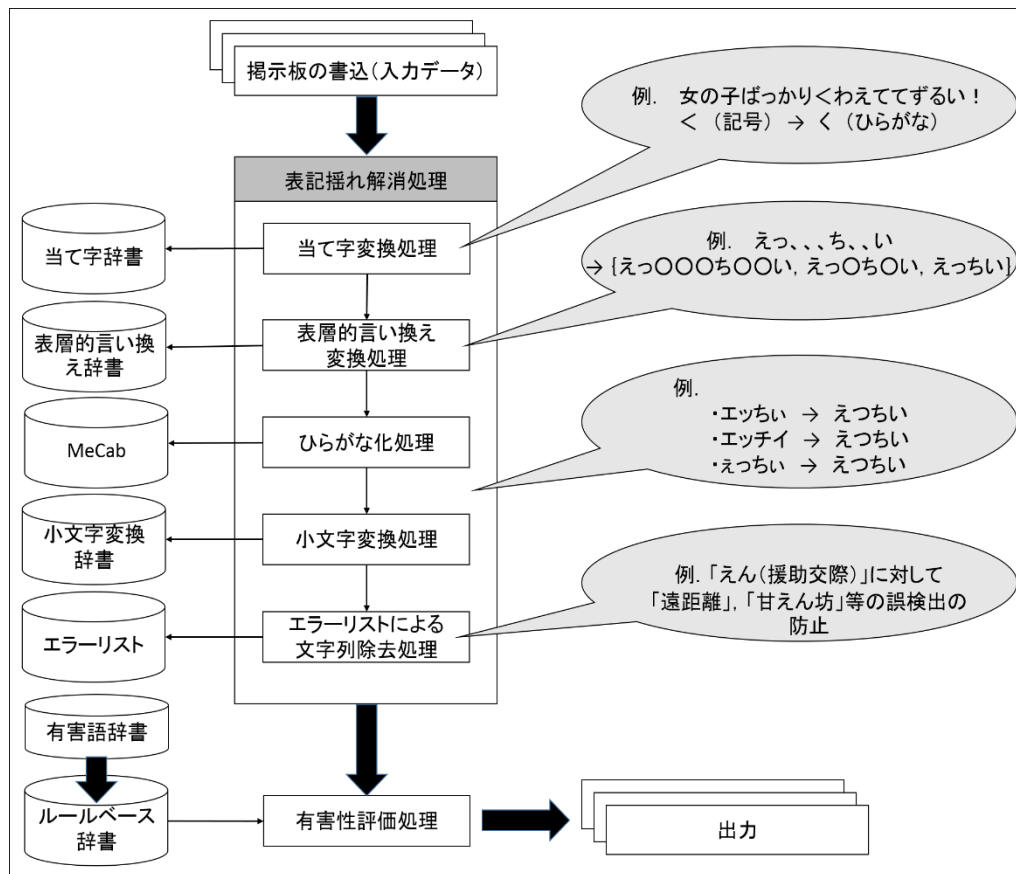 掲示板の書込（入力データ）
例．　女の子ばっかり＜わえててずるい！
＜　（記号）　→　く　（ひらがな）
表記揺れ解消処理
当て字辞書
当て字変換処理
例．　えっ、、、ち、、い
→ {えっ〇〇〇ち〇〇い, えっ〇ち〇い, えっちい}
表層的言い換
え辞書
表層的言い換え
変換処理
MeCab
ひらがな化処理
例．
・エッちぃ　→　えつちい
・エッチイ　→　えつちい
・えっちぃ　→　えつちい
小文字変換
辞書
小文字変換処理
エラーリスト
エラーリストによる
文字列除去処理
例．「えん（援助交際）」に対して
「遠距離」，「甘えん坊」等の誤検出の
防止
有害語辞書
ルールベース
辞書
有害性評価処理
出力